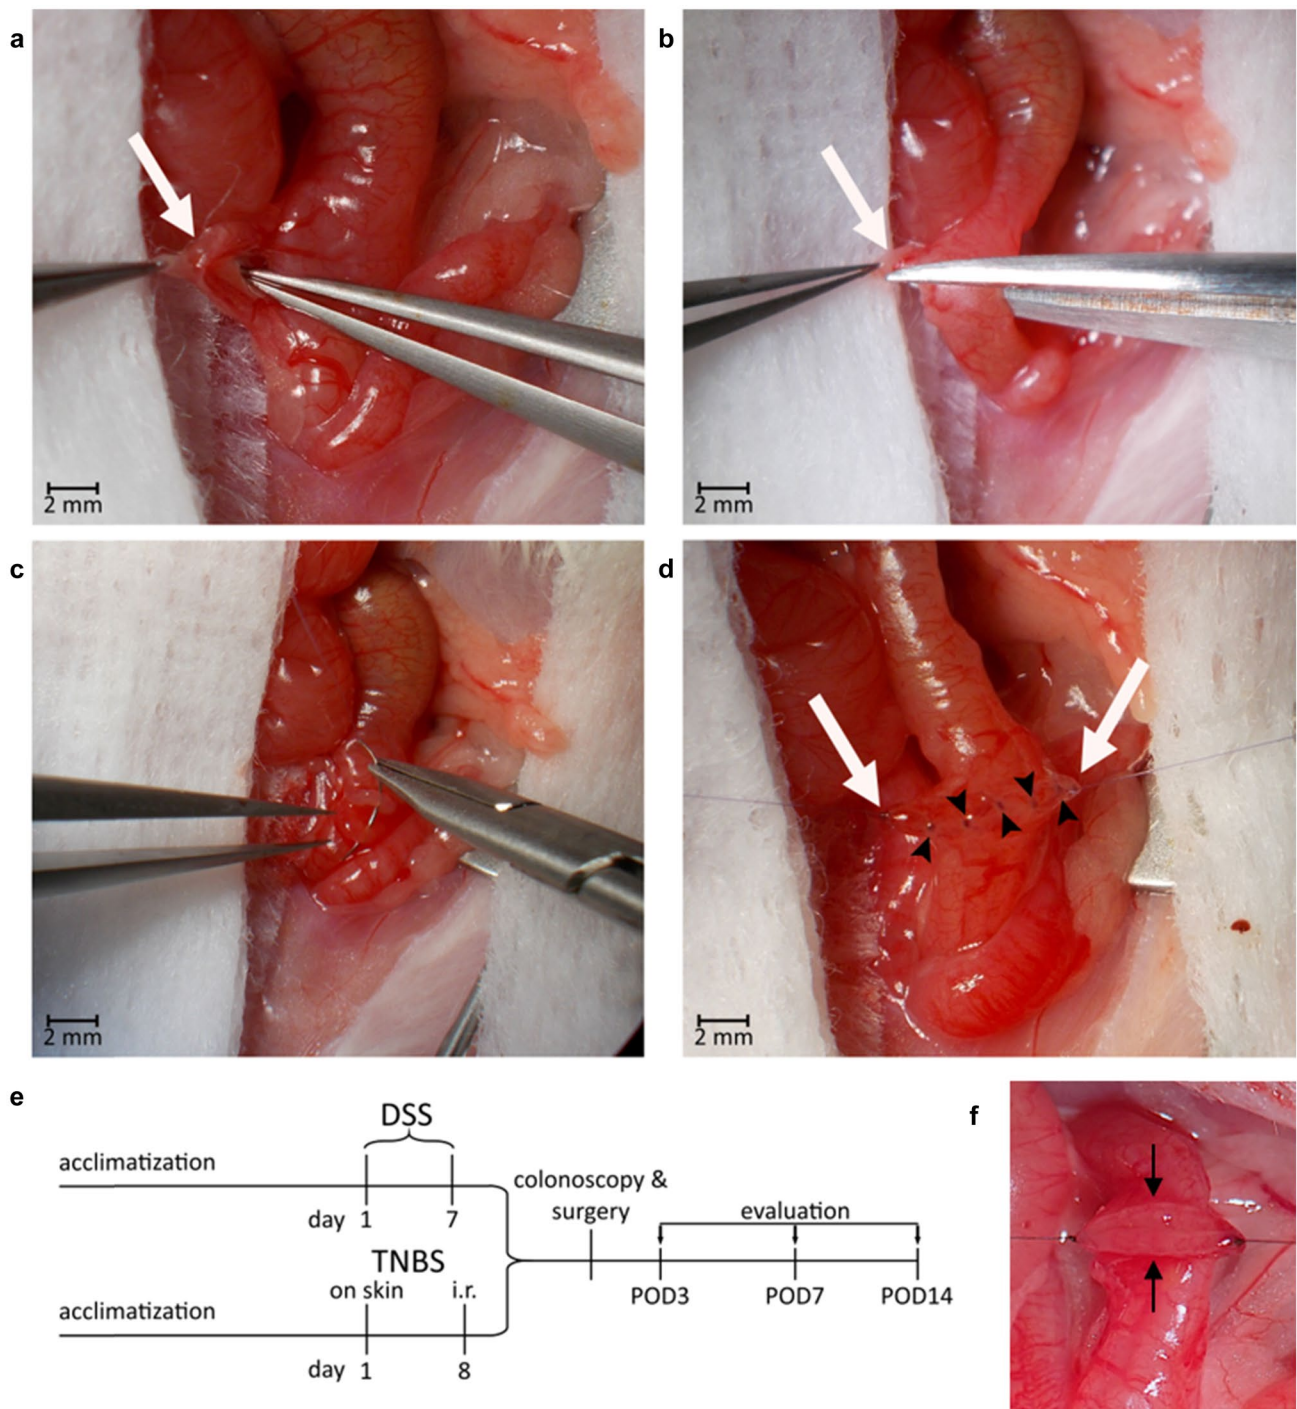 a
b
2 mm
2 mm
c
d
2 mm
2 mm
e
f
DSS
acclimatization
colonoscopy &
surgery
evaluation
day 1 7
TNBS
on skin i.r.
POD3 POD7 POD14
acclimatization
day 1 8